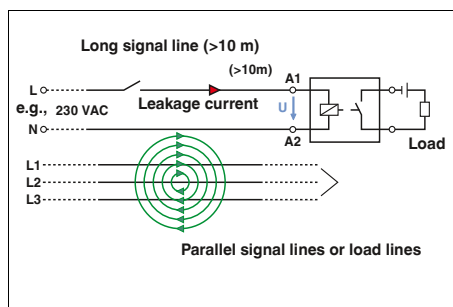 Long signal line (>10 m)
(>10m)
A1
L
e.g., 230 VAC
Leakage current
U
N
A2
Load
L1
L2
L3
Parallel signal lines or load lines